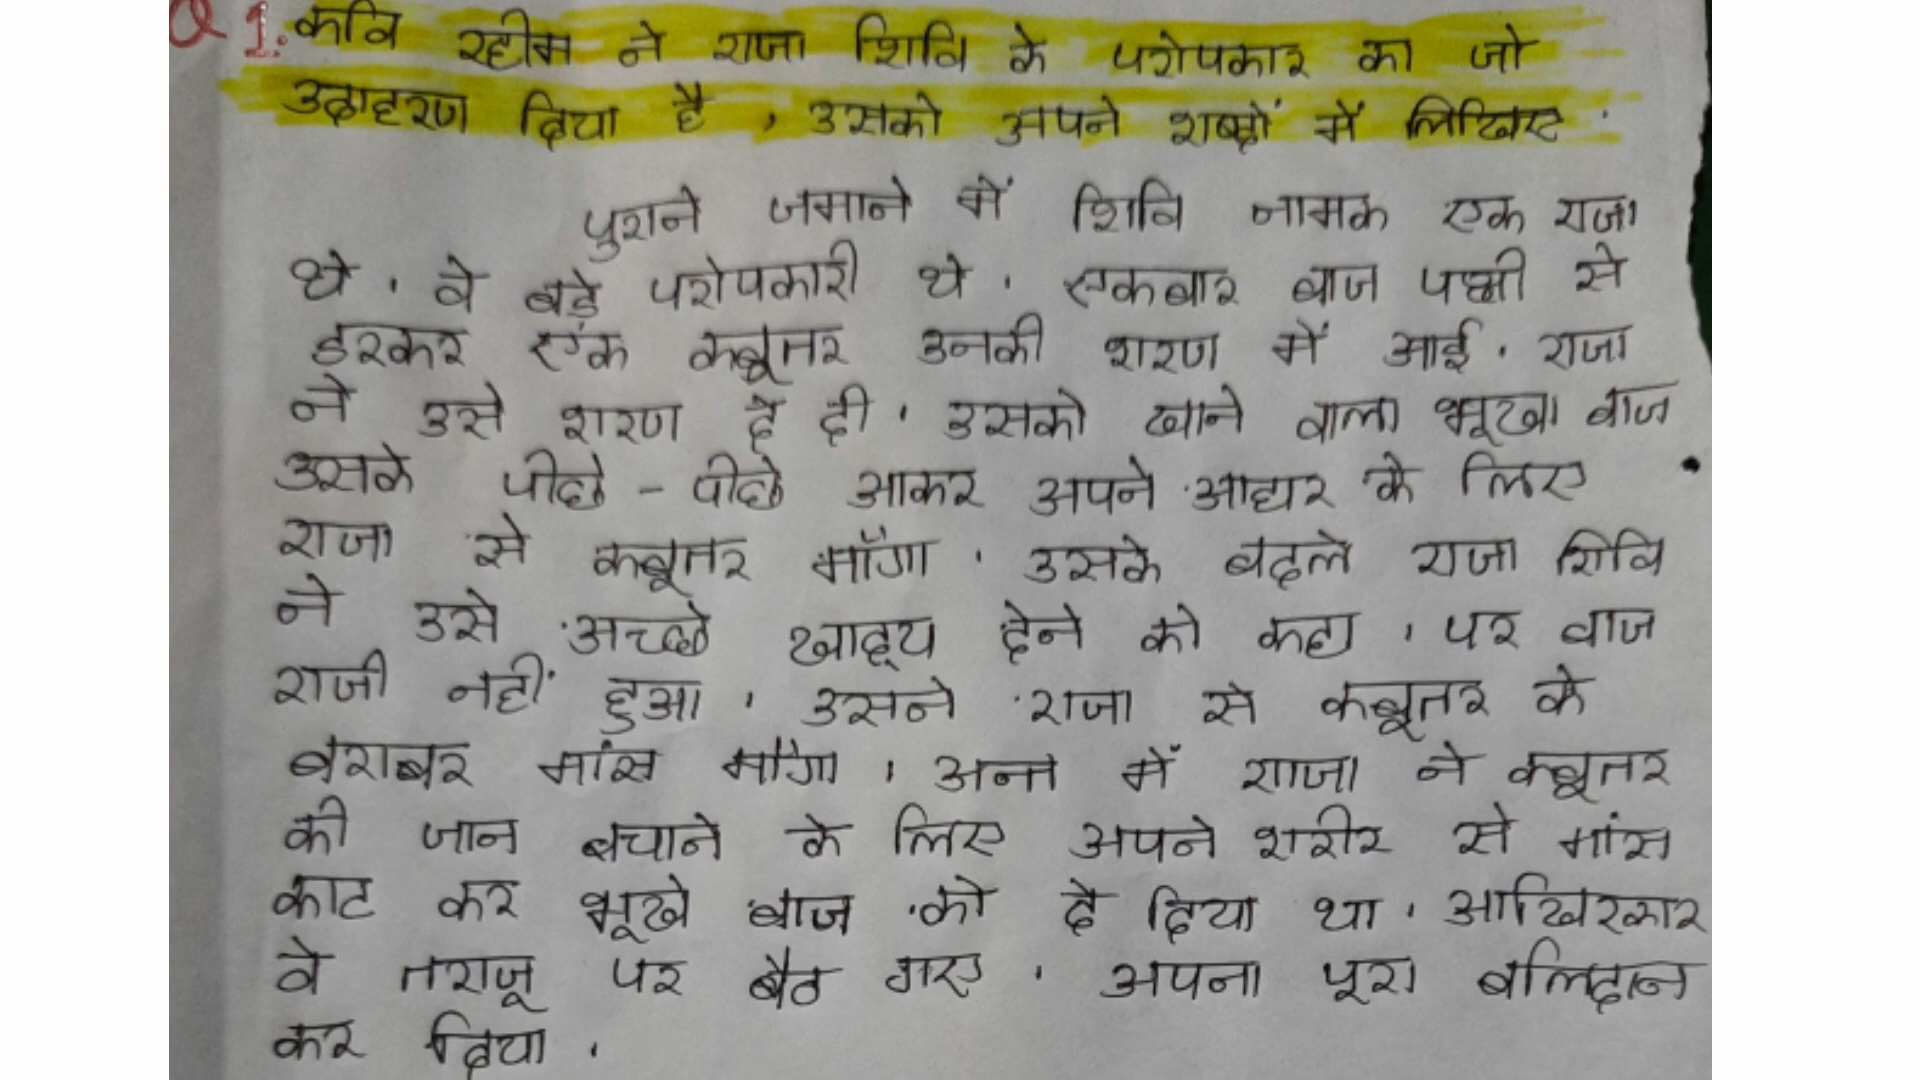 Q 1. कवि रहीम ने राजा शिवि के परोपकार का जो
उदाहरण दिया है, उसको अपने शब्दों में लिखिए.
पुराने जमाने में शिवि नामक एक राजा
थे. वे बड़े परोपकारी थे. एकबार बाज पक्षी से
डरकर एक कबूतर उनकी शरण में आई. राजा
ने उसे शरण दे दी. उसको खाने वाला भूखा बाज
उसके पीछे - पीछे आकर अपने आहार के लिए
राजा से कबूतर माँगा. उसके बदले राजा शिवि
ने उसे अच्छे खाद्य देने को कहा, पर बाज
राजी नहीं हुआ, उसने राजा से कबूतर के
बराबर मांस माँगा, अन्त में राजा ने कबूतर
की जान बचाने के लिए अपने शरीर से मांस
काट कर भूखे बाज को दे दिया था. आखिरकार
वे तराजू पर बैठ गए. अपना पूरा बलिदान
कर दिया.